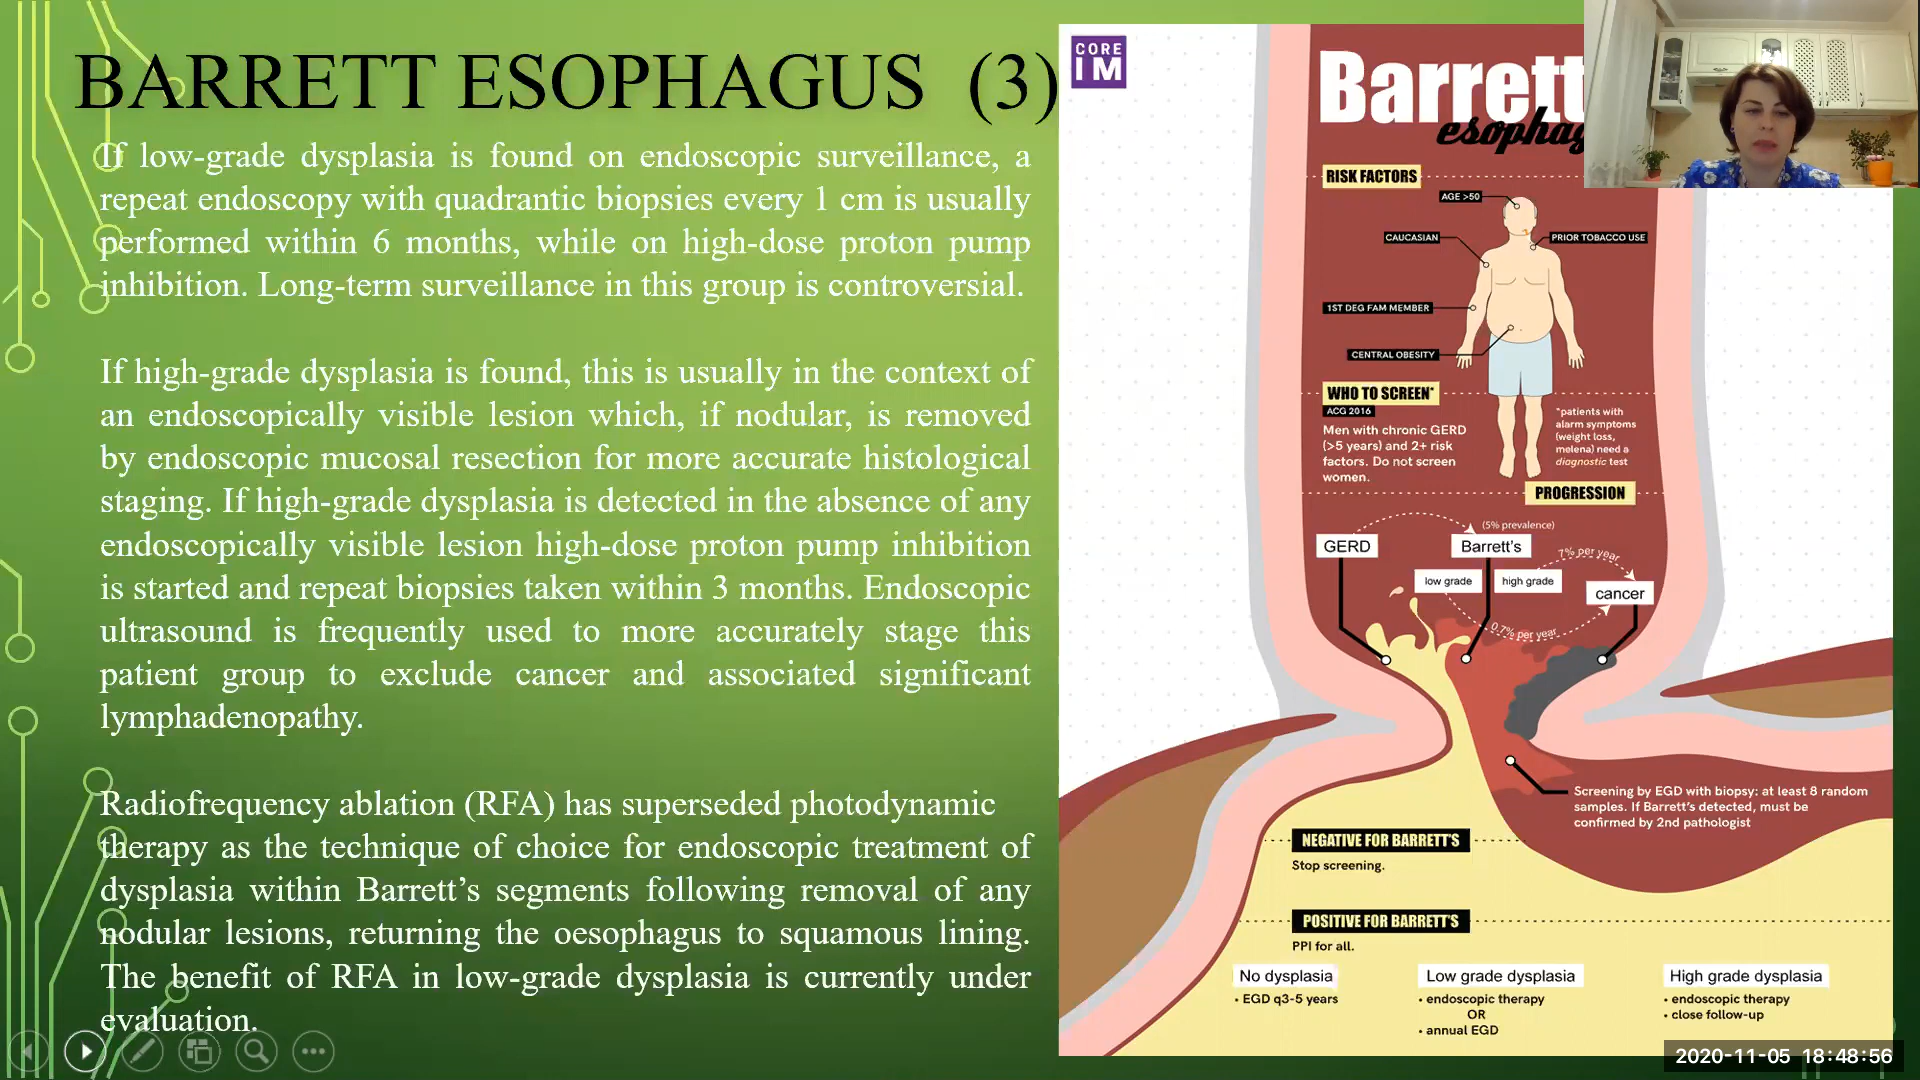 BARRETT ESOPHAGUS (3)
If low-grade dysplasia is found on endoscopic surveillance, a
repeat endoscopy with quadrantic biopsies every 1 cm is usually
performed within 6 months, while on high-dose proton pump
inhibition. Long-term surveillance in this group is controversial.
If high-grade dysplasia is found, this is usually in the context of
an endoscopically visible lesion which, if nodular, is removed
by endoscopic mucosal resection for more accurate histological
staging. If high-grade dysplasia is detected in the absence of any
endoscopically visible lesion high-dose proton pump inhibition
is started and repeat biopsies taken within 3 months. Endoscopic
ultrasound is frequently used to more accurately stage this
patient group to exclude cancer and associated significant
lymphadenopathy.
Radiofrequency ablation (RFA) has superseded photodynamic
therapy as the technique of choice for endoscopic treatment of
dysplasia within Barrett’s segments following removal of any
nodular lesions, returning the oesophagus to squamous lining.
The benefit of RFA in low-grade dysplasia is currently under
evaluation.
CORE
IM
Barrett
esophag
RISK FACTORS
AGE >50
CAUCASIAN
PRIOR TOBACCO USE
1ST DEG FAM MEMBER
CENTRAL OBESITY
WHO TO SCREEN*
ACG 2016
Men with chronic GERD
(>5 years) and 2+ risk
factors. Do not screen
women.
*patients with
alarm symptoms
(weight loss,
melena) need a
diagnostic test
PROGRESSION
(5% prevalence)
GERD
Barrett's
7% per year
low grade
high grade
cancer
0.7% per year
Screening by EGD with biopsy: at least 8 random
samples. If Barrett's detected, must be
confirmed by 2nd pathologist
NEGATIVE FOR BARRETT'S
Stop screening.
POSITIVE FOR BARRETT'S
PPI for all.
No dysplasia
• EGD q3-5 years
Low grade dysplasia
• endoscopic therapy
OR
• annual EGD
High grade dysplasia
• endoscopic therapy
• close follow-up
2020-11-05 18:48:56